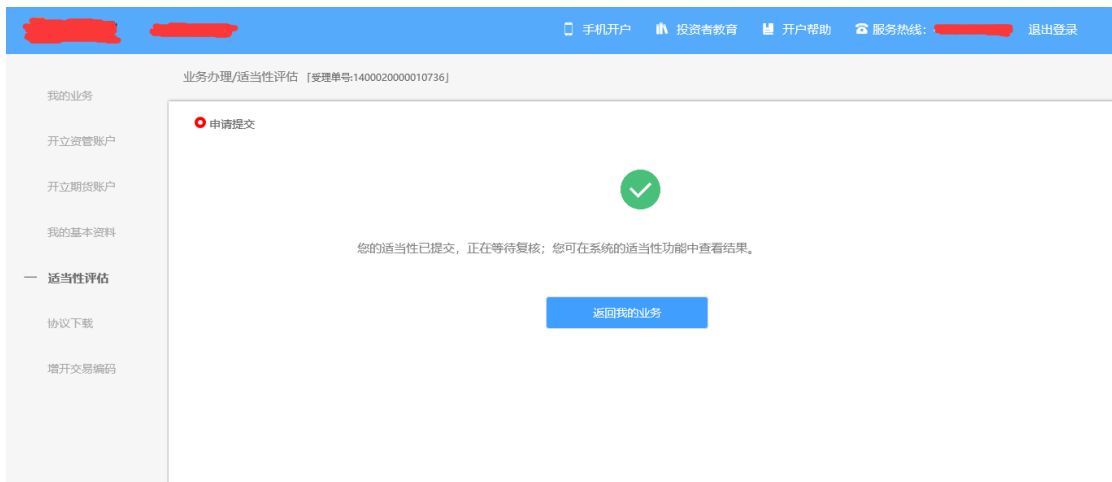 手机开户 投资者教育 开户帮助 服务热线: 退出登录
业务办理/适当性评估 「受理单号:1400020000010736」
我的业务
开立资管账户
开立期货账户
我的基本资料
适当性评估
协议下载
增开交易编码
申请提交
您的适当性已提交，正在等待复核；您可在系统的适当性功能中查看结果。
返回我的业务